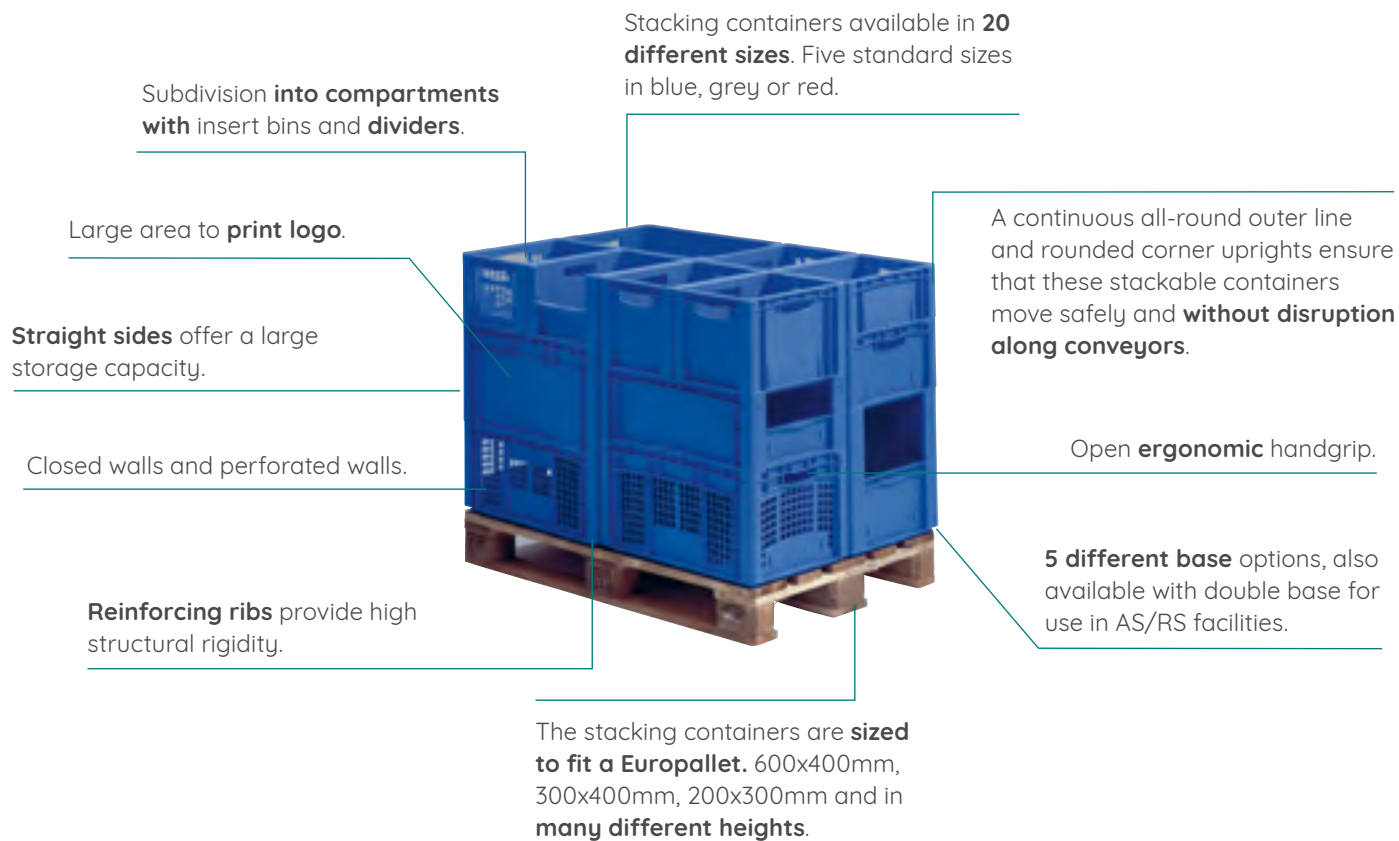 Stacking containers available in 20
different sizes. Five standard sizes
in blue, grey or red.
Subdivision into compartments
with insert bins and dividers.
Large area to print logo.
A continuous all-round outer line
and rounded corner uprights ensure
that these stackable containers
move safely and without disruption
along conveyors.
Straight sides offer a large
storage capacity.
Closed walls and perforated walls.
Open ergonomic handgrip.
5 different base options, also
available with double base for
use in AS/RS facilities.
Reinforcing ribs provide high
structural rigidity.
The stacking containers are sized
to fit a Europallet. 600x400mm,
300x400mm, 200x300mm and in
many different heights.